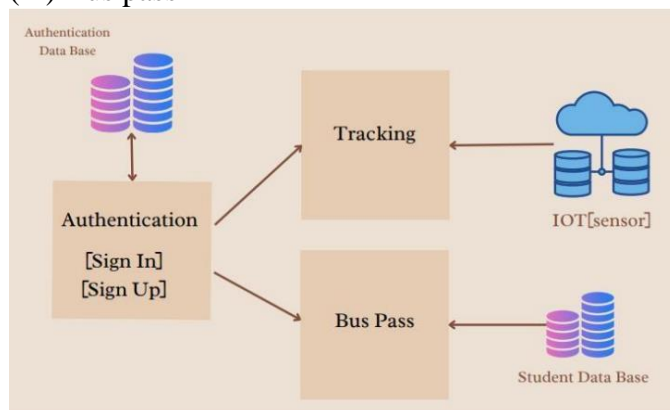 Authentication
Data Base
Tracking
Authentication
[Sign In]
[Sign Up]
IOT[sensor]
Bus Pass
Student Data Base